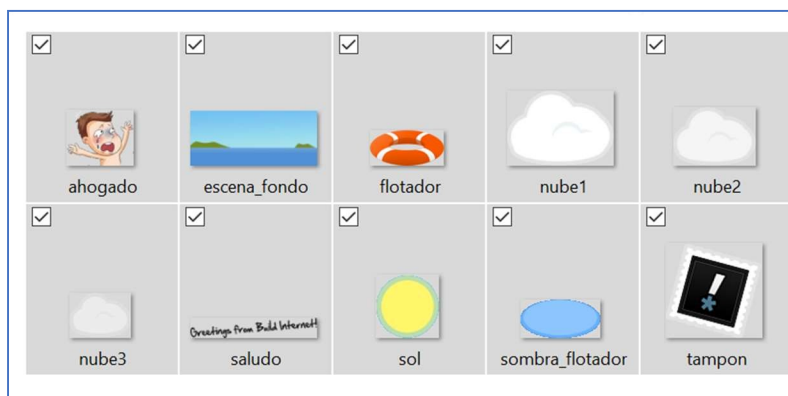 ahogado
escena_fondo
flotador
nube1
nube2
nube3
Greetings from Build Internet!
saludo
sol
sombra_flotador
!
*
tampon